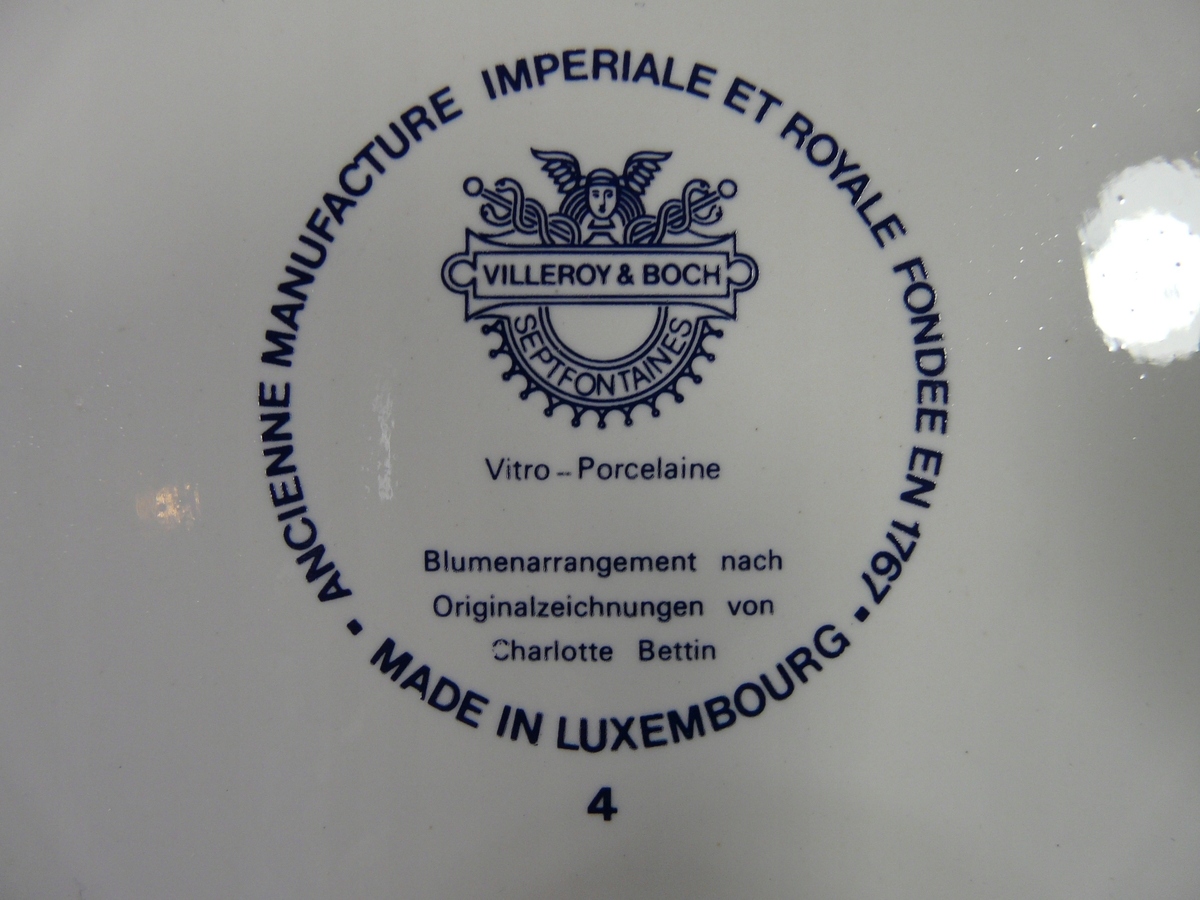 ANCIENNE MANUFACTURE IMPERIALE ET ROYALE FONDEE EN 1767
VILLEROY & BOCH
SEPTFONTAINES
Vitro - Porcelaine
Blumenarrangement nach
Originalzeichnungen von
Charlotte Bettin
• MADE IN LUXEMBOURG •
4